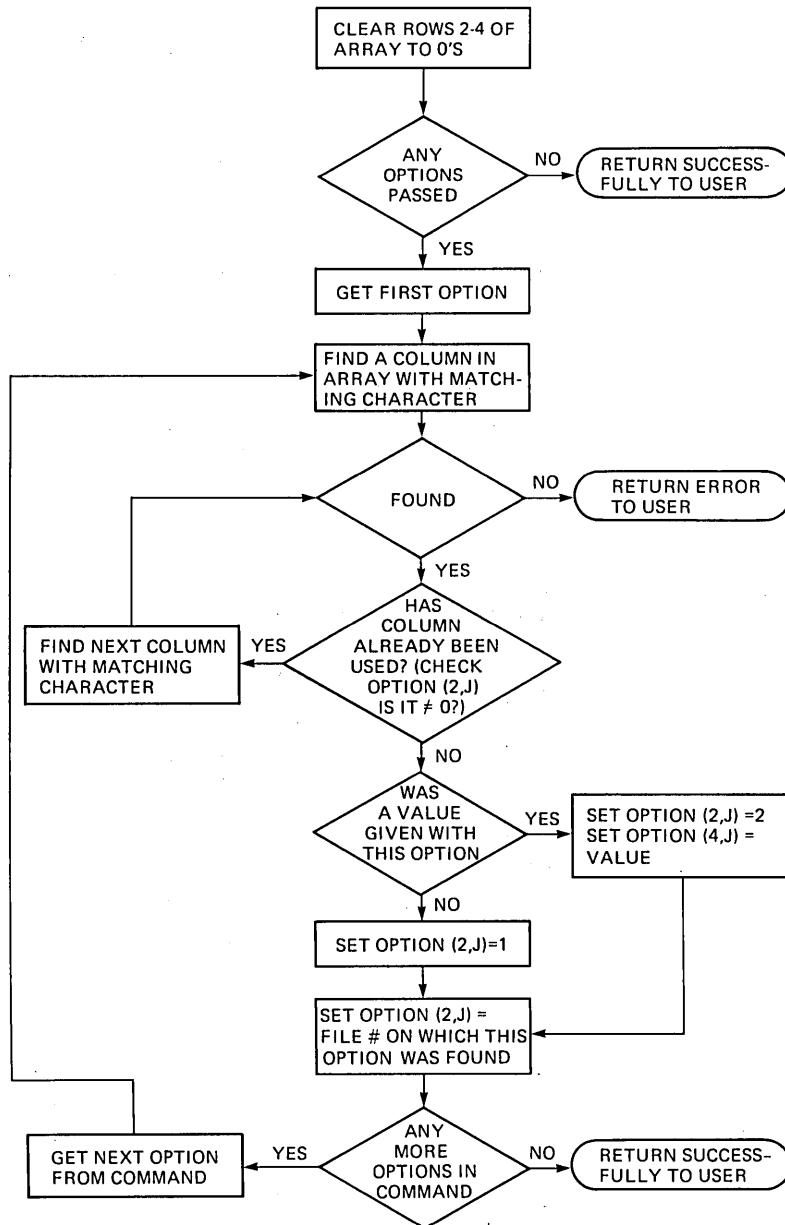 CLEAR ROWS 2-4 OF
ARRAY TO 0'S
ANY
OPTIONS
PASSED
NO
RETURN SUCCESS-
FULLY TO USER
YES
GET FIRST OPTION
FIND A COLUMN IN
ARRAY WITH MATCH-
ING CHARACTER
FOUND
NO
RETURN ERROR
TO USER
YES
HAS
COLUMN
ALREADY BEEN
USED? (CHECK
OPTION (2,J)
IS IT ≠ 0?)
YES
FIND NEXT COLUMN
WITH MATCHING
CHARACTER
NO
WAS
A VALUE
GIVEN WITH
THIS OPTION
YES
SET OPTION (2,J) =2
SET OPTION (4,J) =
VALUE
NO
SET OPTION (2,J)=1
SET OPTION (2,J) =
FILE # ON WHICH THIS
OPTION WAS FOUND
ANY
MORE
OPTIONS IN
COMMAND
YES
GET NEXT OPTION
FROM COMMAND
NO
RETURN SUCCESS-
FULLY TO USER